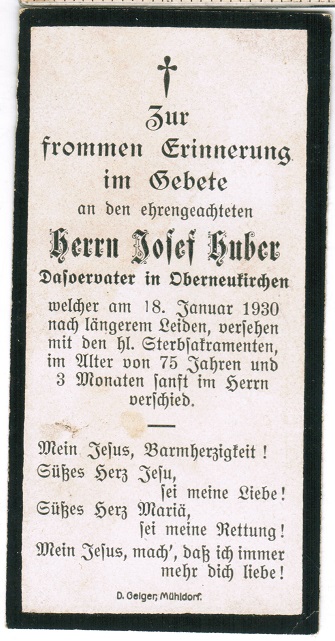 Zur
frommen Erinnerung
im Gebete
an den ehrengeachteten
Herrn Josef Huber
Dasoervater in Oberneukirchen
welcher am 18. Januar 1930
nach längerem Leiden, versehen
mit den hl. Sterbsakramenten,
im Alter von 75 Jahren und
3 Monaten sanft im Herrn
verschied.
Mein Jesus, Barmherzigkeit!
Süßes Herz Jesu,
sei meine Liebe!
Süßes Herz Mariä,
sei meine Rettung!
Mein Jesus, mach', daß ich immer
mehr dich liebe!
D. Geiger, Mühldorf.